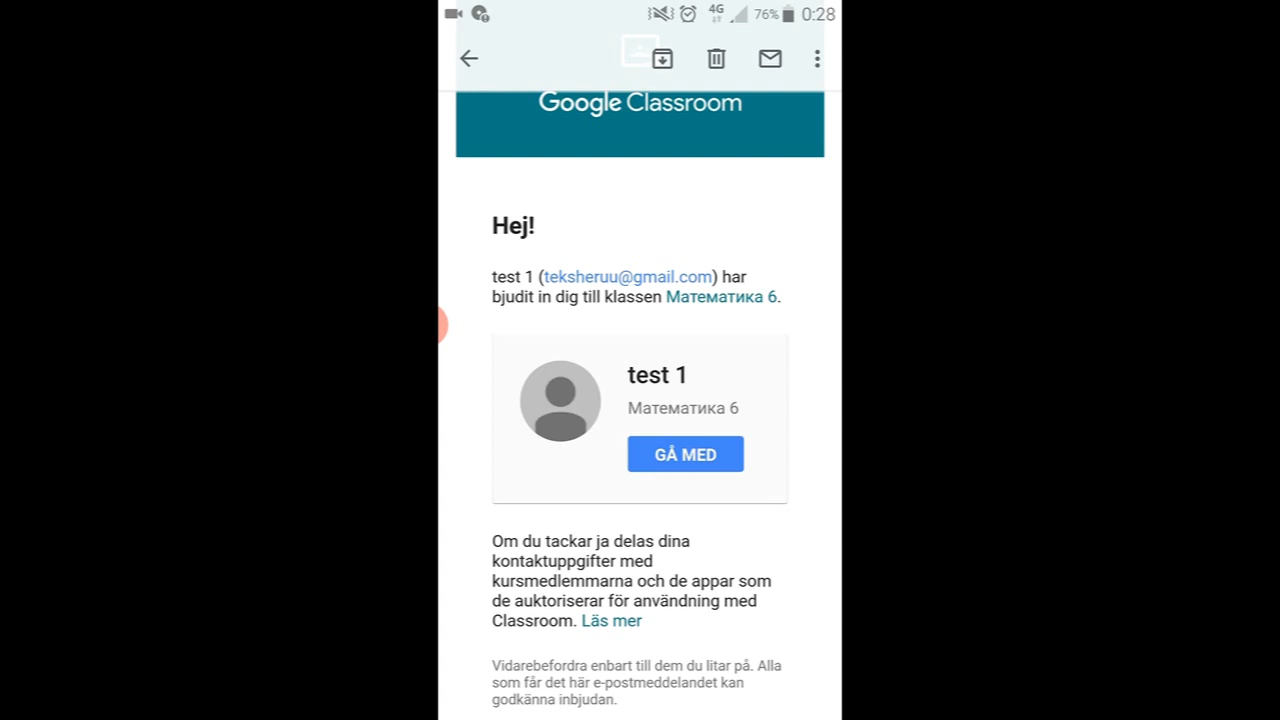 4G 76% 0:28
Google Classroom
Hej!
test 1 (teksheruu@gmail.com) har
bjudit in dig till klassen Математика 6.
test 1
Математика 6
GÅ MED
Om du tackar ja delas dina
kontaktuppgifter med
kursmedlemmarna och de appar som
de auktoriserar för användning med
Classroom. Läs mer
Vidarebefordra enbart till dem du litar på. Alla
som får det här e-postmeddelandet kan
godkänna inbjudan.